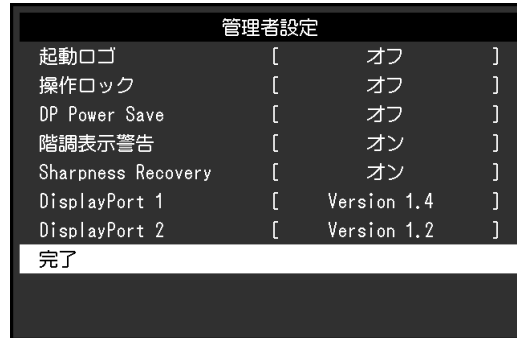 管理者設定
起動ロゴ [ オフ ]
操作ロック [ オフ ]
DP Power Save [ オフ ]
階調表示警告 [ オン ]
Sharpness Recovery [ オン ]
DisplayPort 1 [ Version 1.4 ]
DisplayPort 2 [ Version 1.2 ]
完了